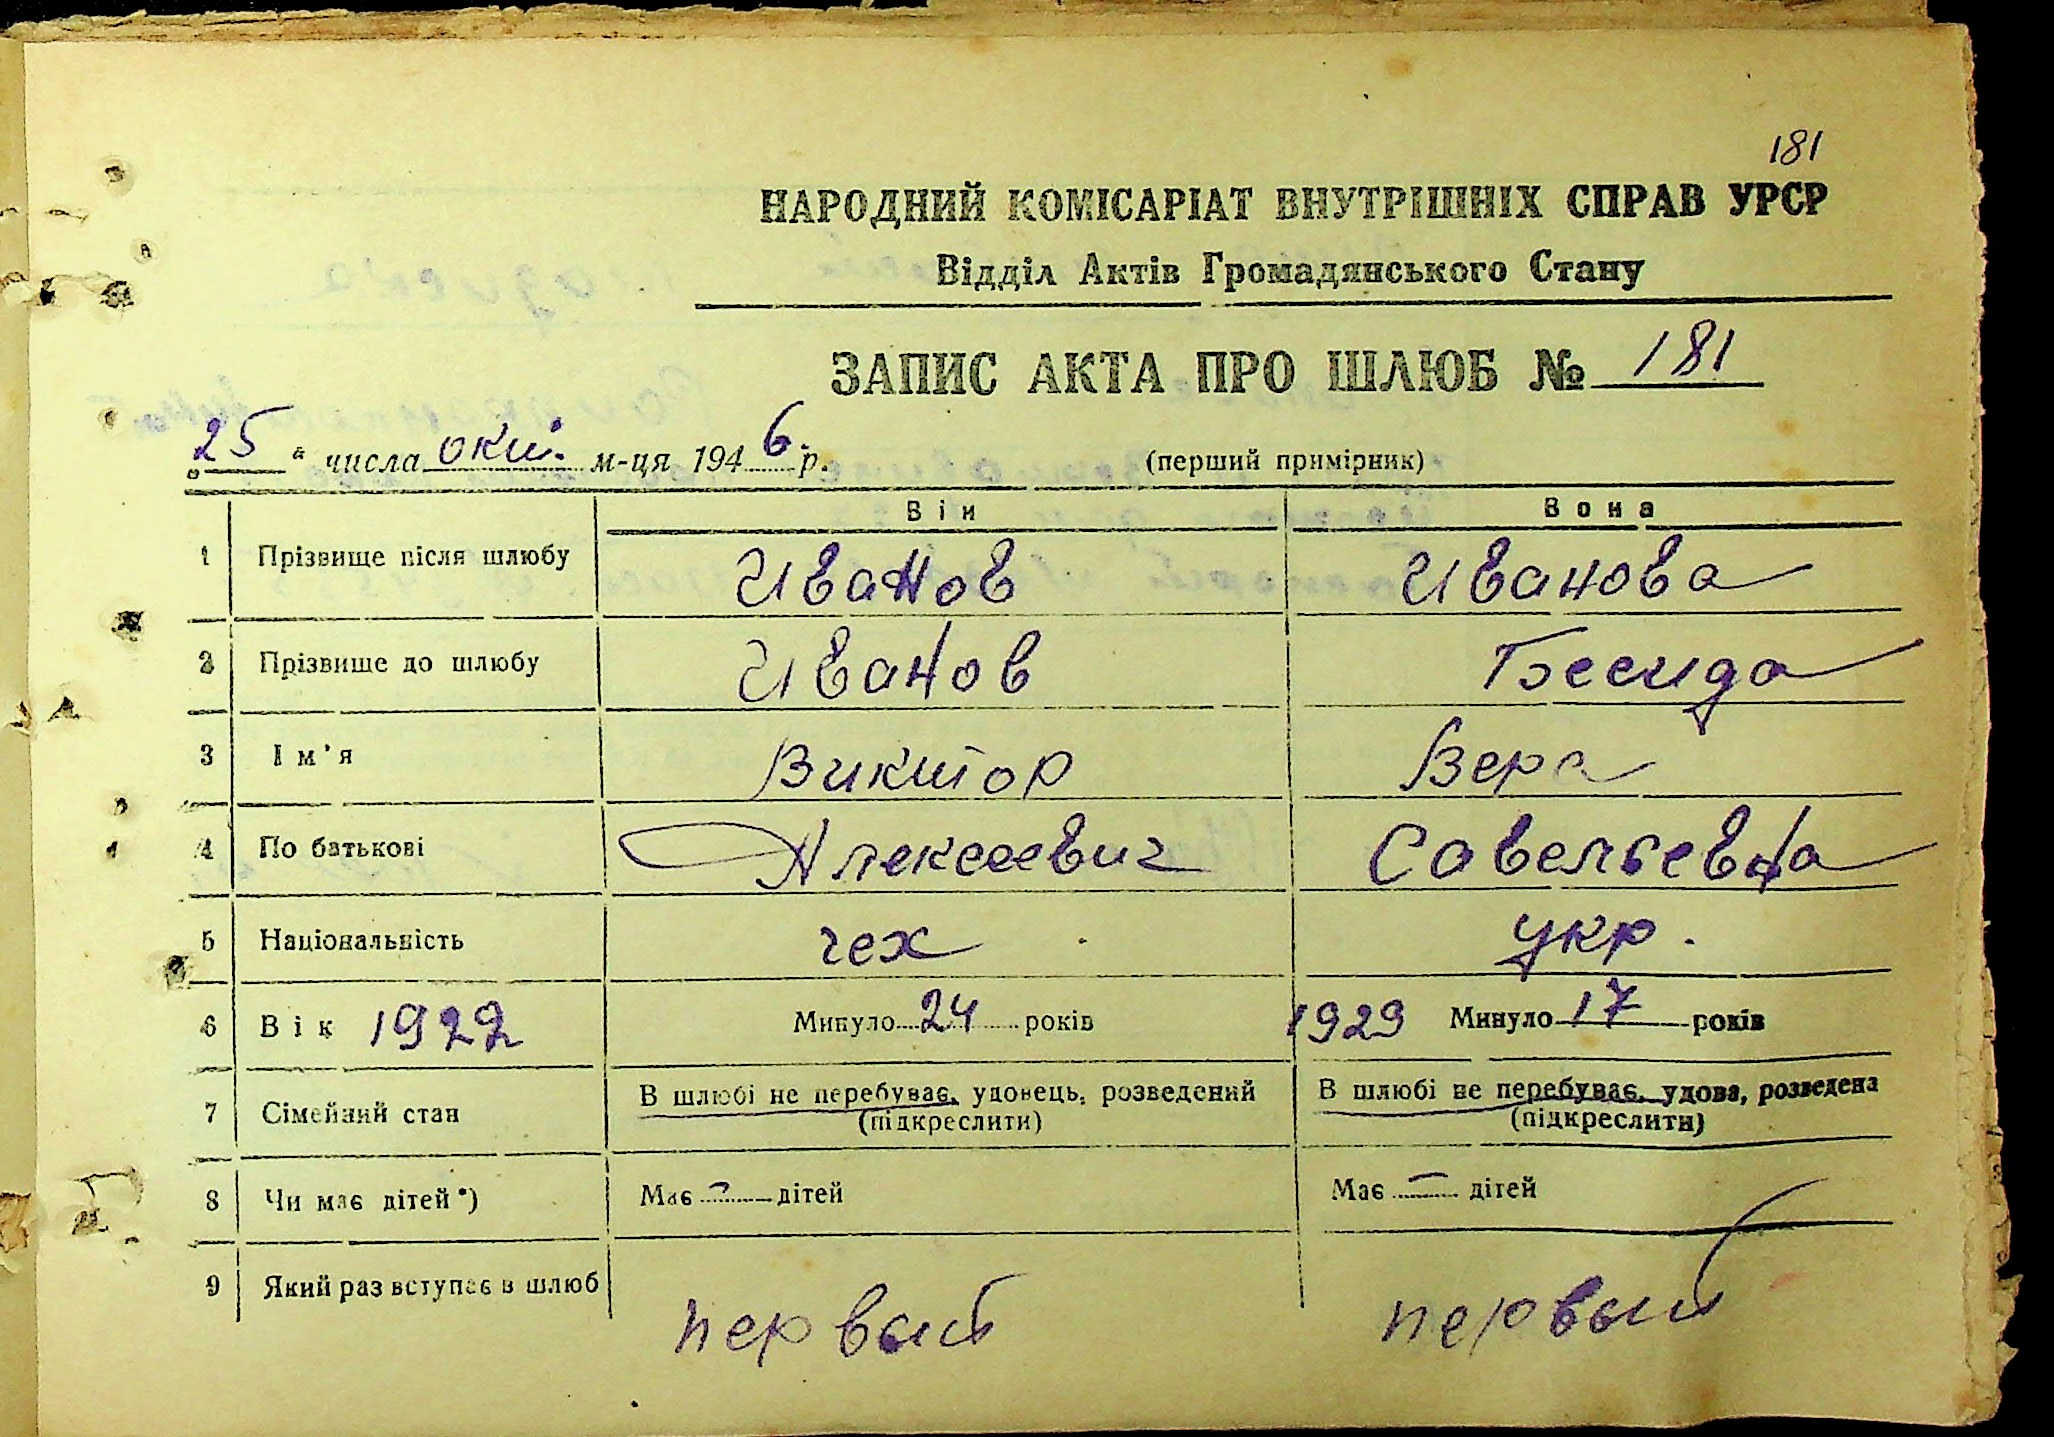 181
НАРОДНИЙ КОМІСАРІАТ ВНУТРІШНІХ СПРАВ УРСР
Відділ Актів Громадянського Стану
ЗАПИС АКТА ПРО ШЛЮБ № 181
„25“ числа окт. м-ця 1946 р. (перший примірник)
Він Вона
1 Прізвище після шлюбу Иванов Иванова
2 Прізвище до шлюбу Иванов Беседа
3 Ім'я Виктор Вера
4 По батькові Алексеевич Савельевна
5 Національність чех укр.
6 Вік 1922 Минуло 24 років 1929 Минуло 17 років
7 Сімейний стан В шлюбі не перебуває, удовець, розведений В шлюбі не перебуває, удова, розведена
(підкреслити) (підкреслити)
8 Чи має дітей*) Має — дітей Має — дітей
9 Який раз вступає в шлюб первый первый